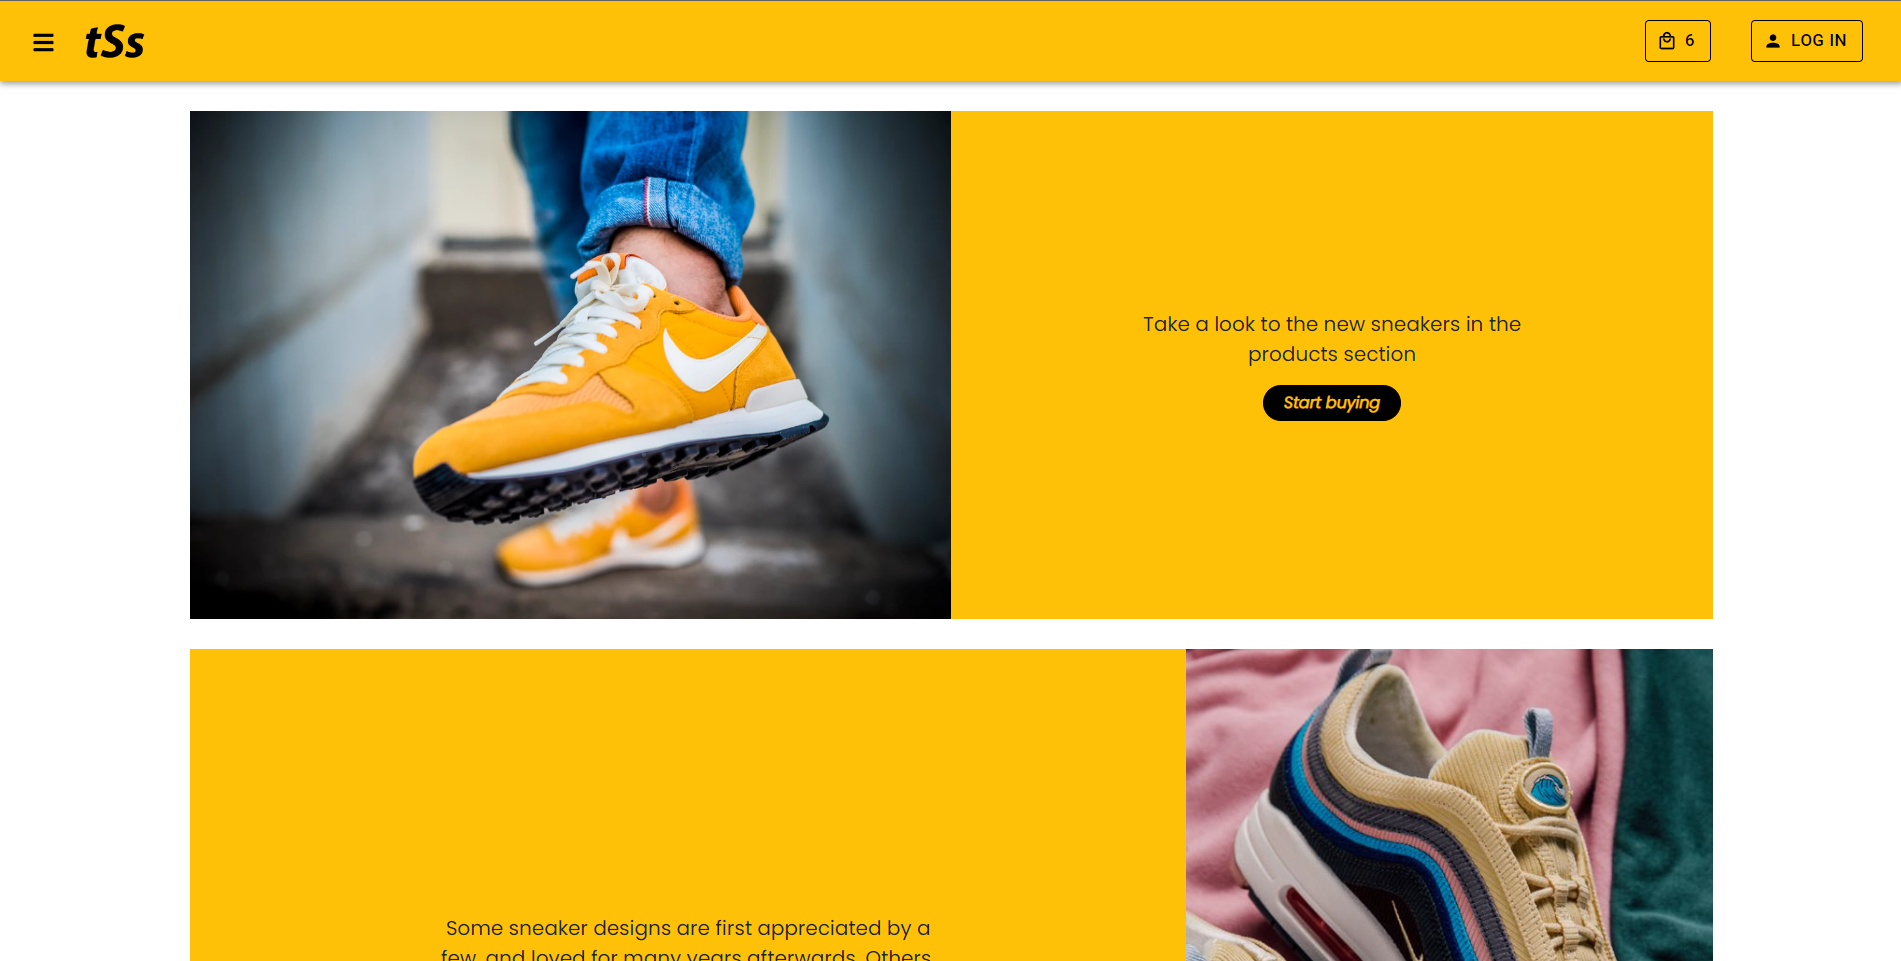 tSs
6
LOG IN
Take a look to the new sneakers in the
products section
Start buying
Some sneaker designs are first appreciated by a
few, and loved for many years afterwards. Others